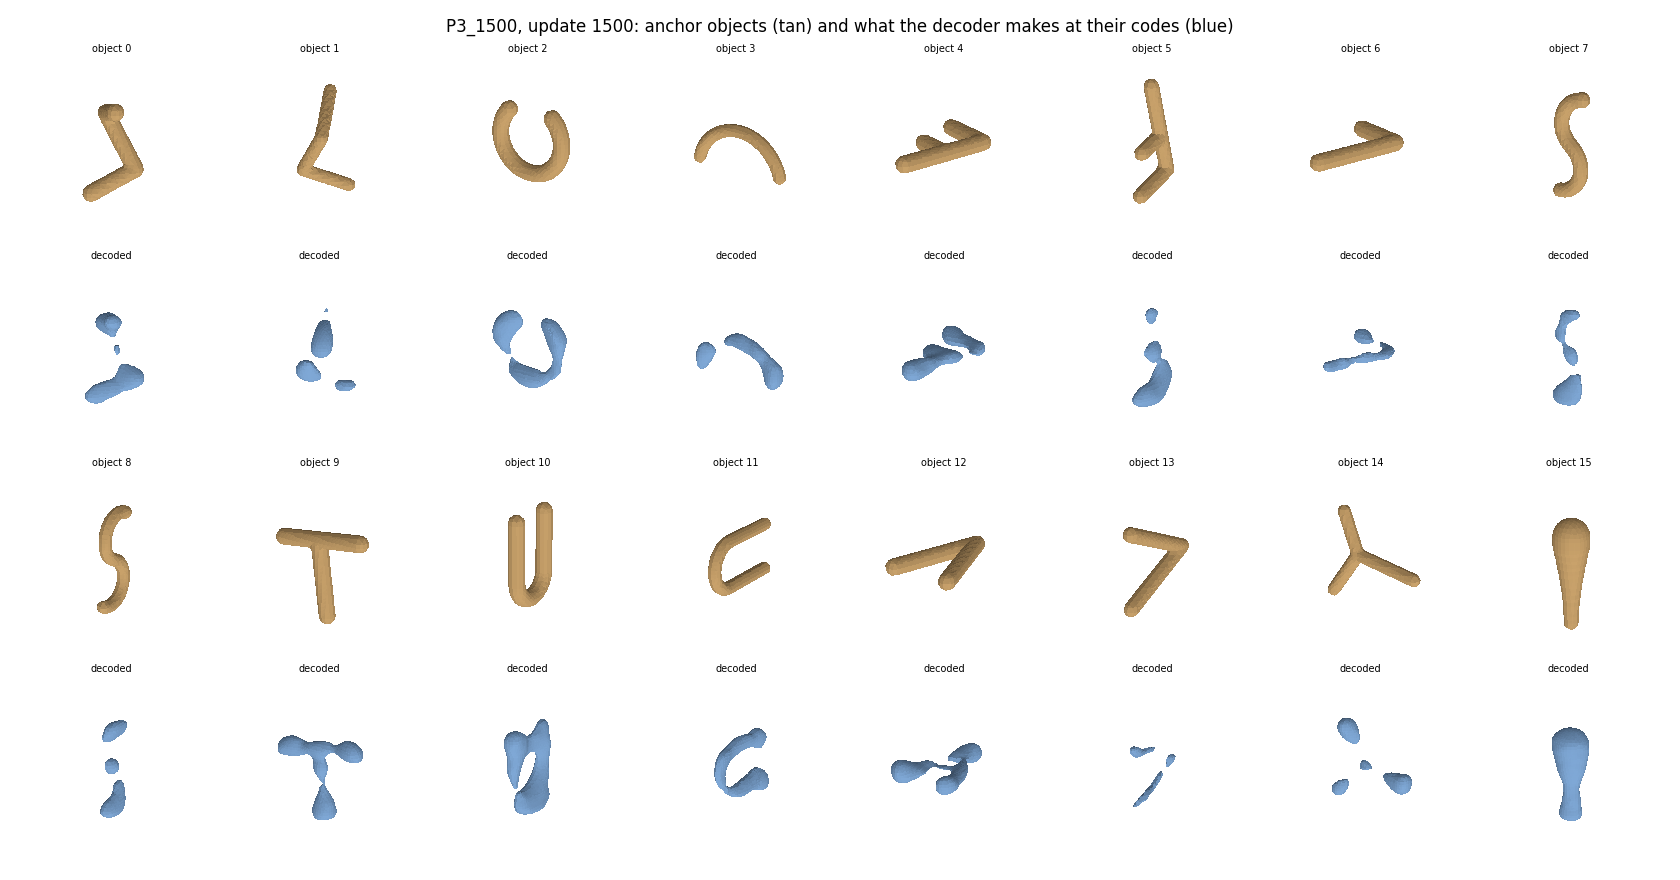 P3_1500, update 1500: anchor objects (tan) and what the decoder makes at their codes (blue)
object 0 object 1 object 2 object 3 object 4 object 5 object 6 object 7
decoded decoded decoded decoded decoded decoded decoded decoded
object 8 object 9 object 10 object 11 object 12 object 13 object 14 object 15
decoded decoded decoded decoded decoded decoded decoded decoded